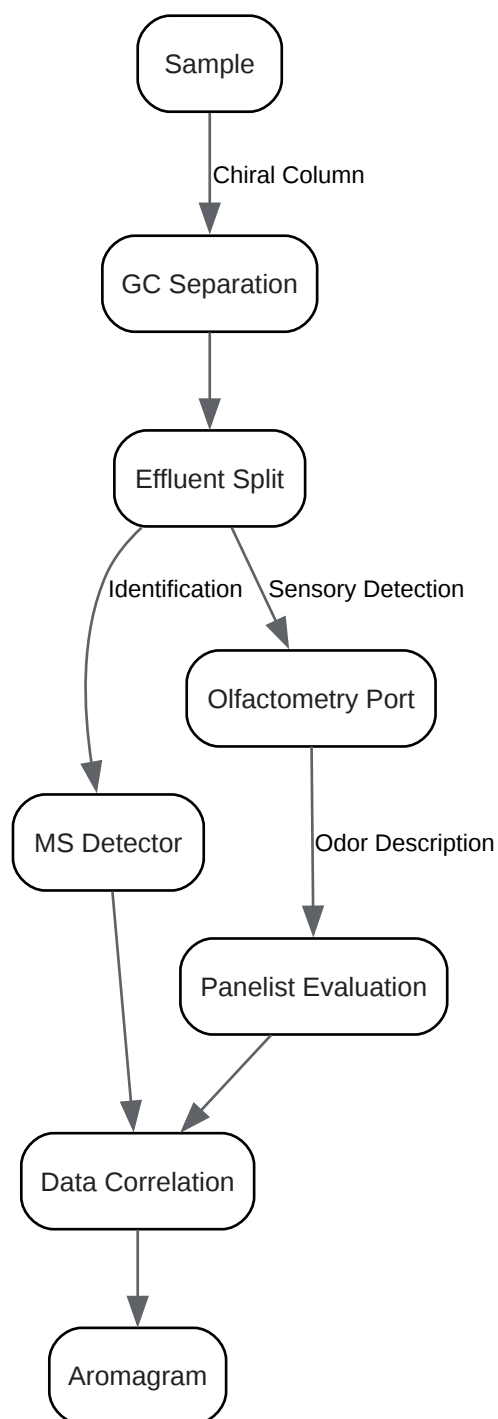 Sample
Chiral Column
GC Separation
Effluent Split
Identification
Sensory Detection
Olfactometry Port
MS Detector
Odor Description
Panelist Evaluation
Data Correlation
Aromagram